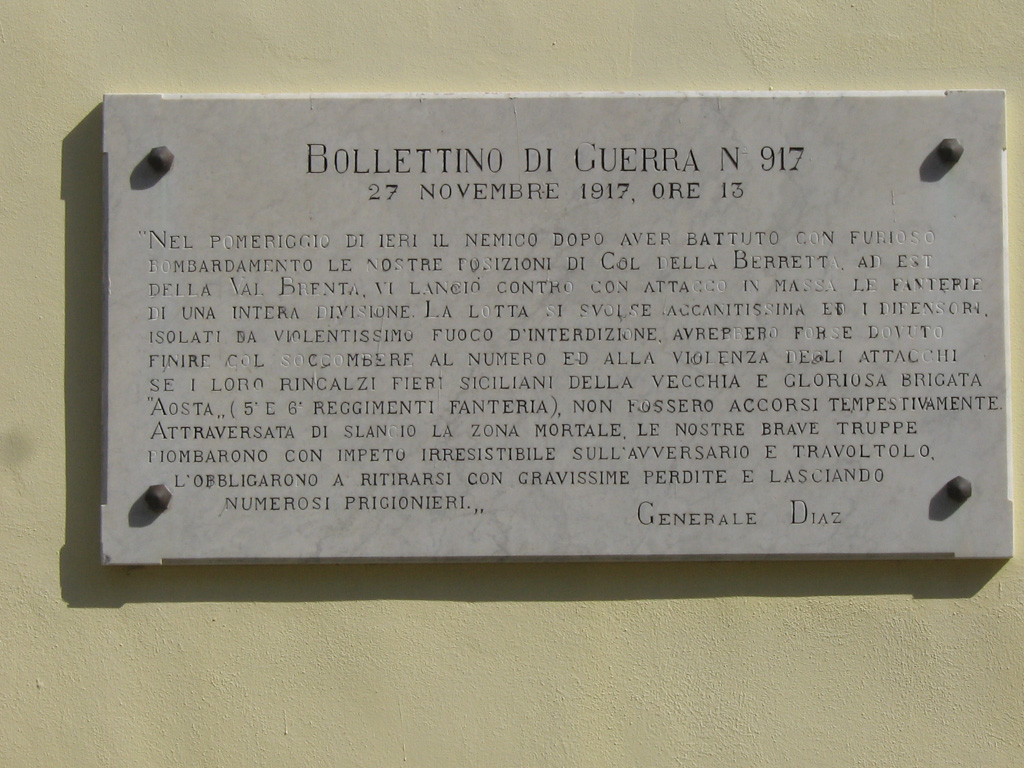 BOLLETTINO DI GUERRA N° 917
27 NOVEMBRE 1917, ORE 13
"NEL POMERIGGIO DI IERI IL NEMICO DOPO AVER BATTUTO CON FURIOSO
BOMBARDAMENTO LE NOSTRE POSIZIONI DI COL DELLA BERRETTA, AD EST
DELLA VAL BRENTA, VI LANCIÒ CONTRO CON ATTACCO IN MASSA LE FANTERIE
DI UNA INTERA DIVISIONE. LA LOTTA SI SVOLSE ACCANITISSIMA ED I DIFENSORI,
ISOLATI DA VIOLENTISSIMO FUOCO D'INTERDIZIONE, AVREBBERO FORSE DOVUTO
FINIRE COL SOCCOMBERE AL NUMERO ED ALLA VIOLENZA DEGLI ATTACCHI
SE I LORO RINCALZI FIERI SICILIANI DELLA VECCHIA E GLORIOSA BRIGATA
"AOSTA„ (5° E 6° REGGIMENTI FANTERIA), NON FOSSERO ACCORSI TEMPESTIVAMENTE.
ATTRAVERSATA DI SLANCIO LA ZONA MORTALE, LE NOSTRE BRAVE TRUPPE
PIOMBARONO CON IMPETO IRRESISTIBILE SULL'AVVERSARIO E TRAVOLTOLO,
L'OBBLIGARONO A RITIRARSI CON GRAVISSIME PERDITE E LASCIANDO
NUMEROSI PRIGIONIERI.„
GENERALE DIAZ